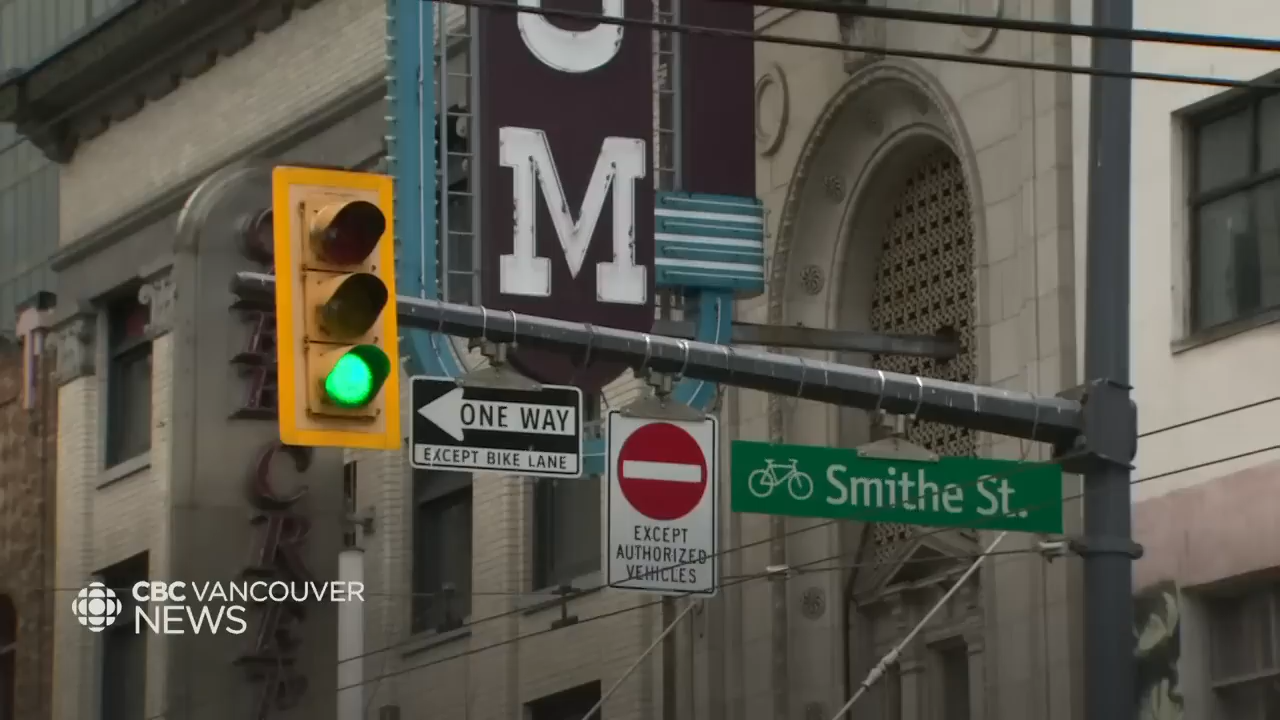 M
ONE WAY
EXCEPT BIKE LANE
EXCEPT
AUTHORIZED
VEHICLES
Smithe St.
CBC VANCOUVER
NEWS